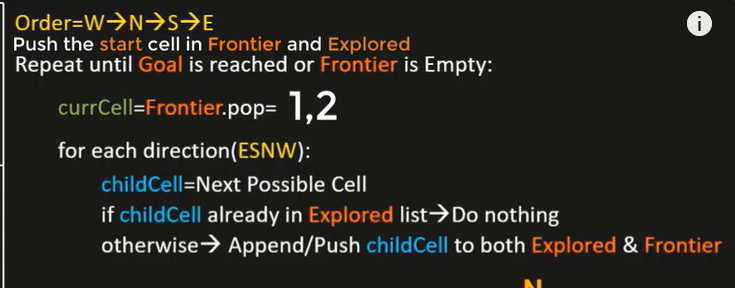 Order=W→N→S→E
Push the start cell in Frontier and Explored
Repeat until Goal is reached or Frontier is Empty:
currCell=Frontier.pop= 1,2
for each direction(ESNW):
childCell=Next Possible Cell
if childCell already in Explored list→Do nothing
otherwise→ Append/Push childCell to both Explored & Frontier
N
i